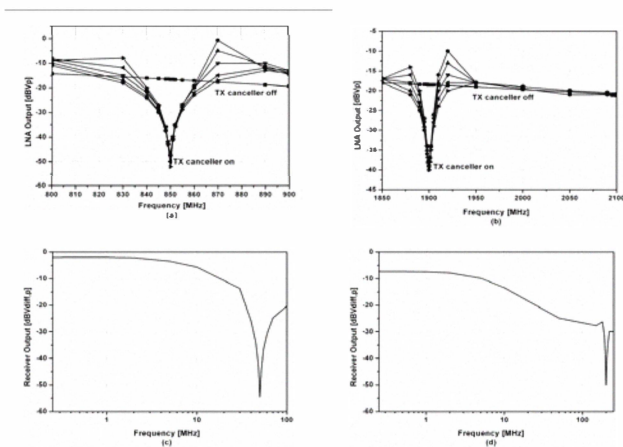 0
-10
-20
-30
-40
-50
-60
LNA Output [dBVp]
TX canceller off
TX canceller on
800 810 820 830 840 850 860 870 880 890 900
Frequency [MHz]
(a)
-5
-10
-15
-20
-25
-30
-35
-40
-45
LNA Output [dBVp]
TX canceller off
TX canceller on
1850 1900 1950 2000 2050 2100
Frequency [MHz]
(b)
0
-10
-20
-30
-40
-50
-60
Receiver Output [dBVdiff,p]
1 10 100
Frequency [MHz]
(c)
0
-10
-20
-30
-40
-50
-60
Receiver Output [dBVdiff,p]
1 10 100
Frequency [MHz]
(d)